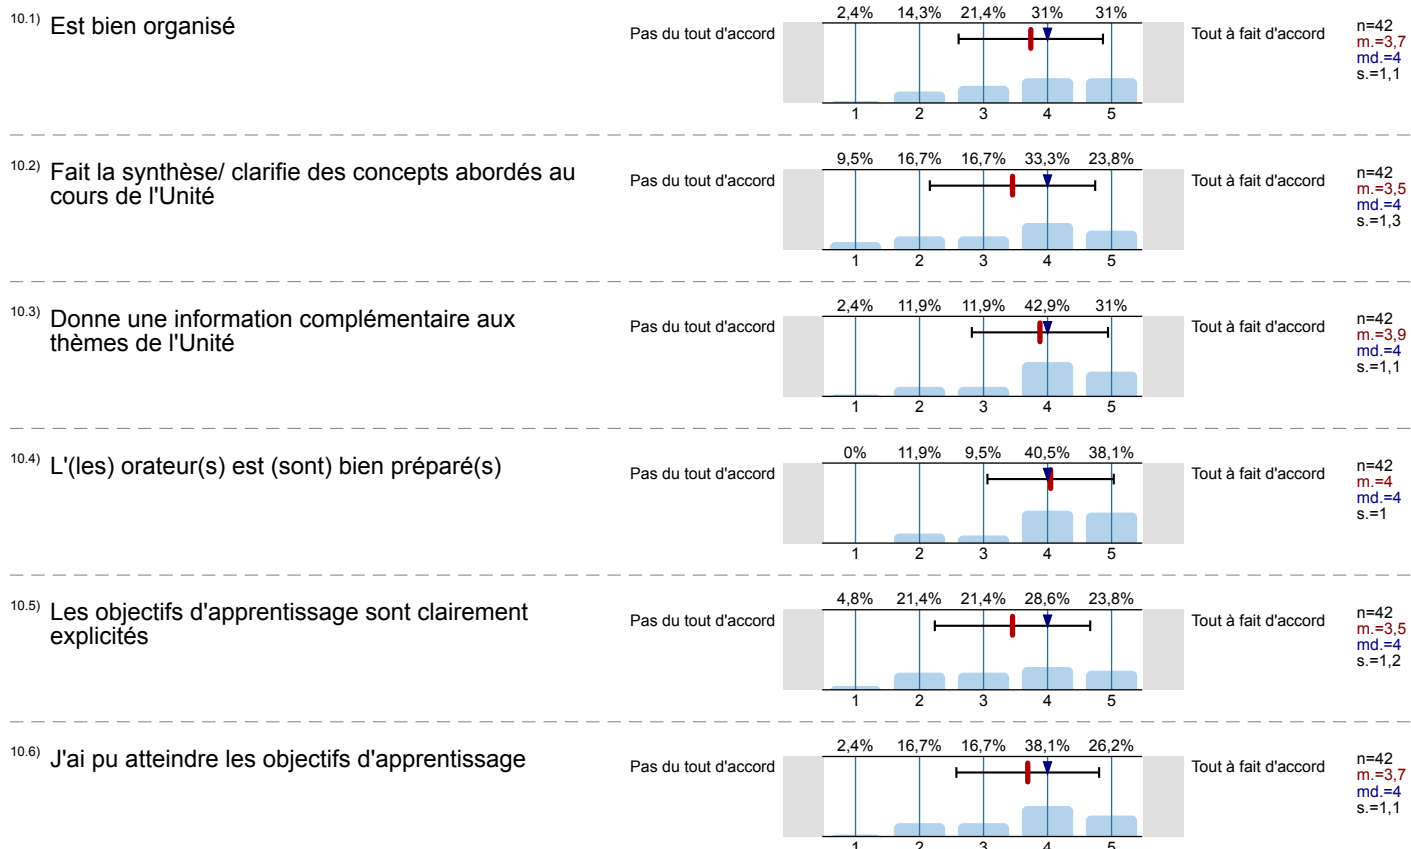 10.1) Est bien organisé
2,4% 14,3% 21,4% 31% 31%
Pas du tout d'accord Tout à fait d'accord
n=42
m.=3,7
md.=4
s.=1,1
1 2 3 4 5
10.2) Fait la synthèse/ clarifie des concepts abordés au
cours de l'Unité
9,5% 16,7% 16,7% 33,3% 23,8%
Pas du tout d'accord Tout à fait d'accord
n=42
m.=3,5
md.=4
s.=1,3
1 2 3 4 5
10.3) Donne une information complémentaire aux
thèmes de l'Unité
2,4% 11,9% 11,9% 42,9% 31%
Pas du tout d'accord Tout à fait d'accord
n=42
m.=3,9
md.=4
s.=1,1
1 2 3 4 5
10.4) L'(les) orateur(s) est (sont) bien préparé(s)
0% 11,9% 9,5% 40,5% 38,1%
Pas du tout d'accord Tout à fait d'accord
n=42
m.=4
md.=4
s.=1
1 2 3 4 5
10.5) Les objectifs d'apprentissage sont clairement
explicités
4,8% 21,4% 21,4% 28,6% 23,8%
Pas du tout d'accord Tout à fait d'accord
n=42
m.=3,5
md.=4
s.=1,2
1 2 3 4 5
10.6) J'ai pu atteindre les objectifs d'apprentissage
2,4% 16,7% 16,7% 38,1% 26,2%
Pas du tout d'accord Tout à fait d'accord
n=42
m.=3,7
md.=4
s.=1,1
1 2 3 4 5